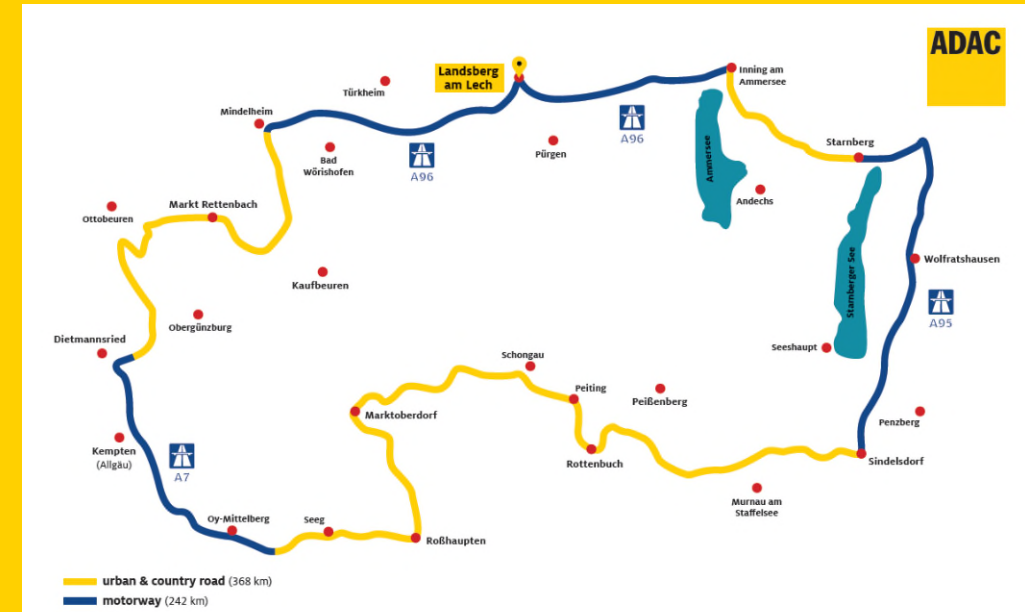 ADAC
Landsberg
am Lech
Inning am
Ammersee
Türkheim
Mindelheim
A96
Bad
Wörishofen
A96
Pürgen
Starnberg
Ammersee
Andechs
Ottobeuren
Markt Rettenbach
Kaufbeuren
Starnberger See
Wolfratshausen
A95
Obergünzburg
Dietmannsried
Seeshaupt
Schongau
Peiting
Peißenberg
Marktoberdorf
Penzberg
Kempten
(Allgäu)
A7
Rottenbuch
Sindelsdorf
Murnau am
Staffelsee
Oy-Mittelberg
Seeg
Roßhaupten
urban & country road (368 km)
motorway (242 km)